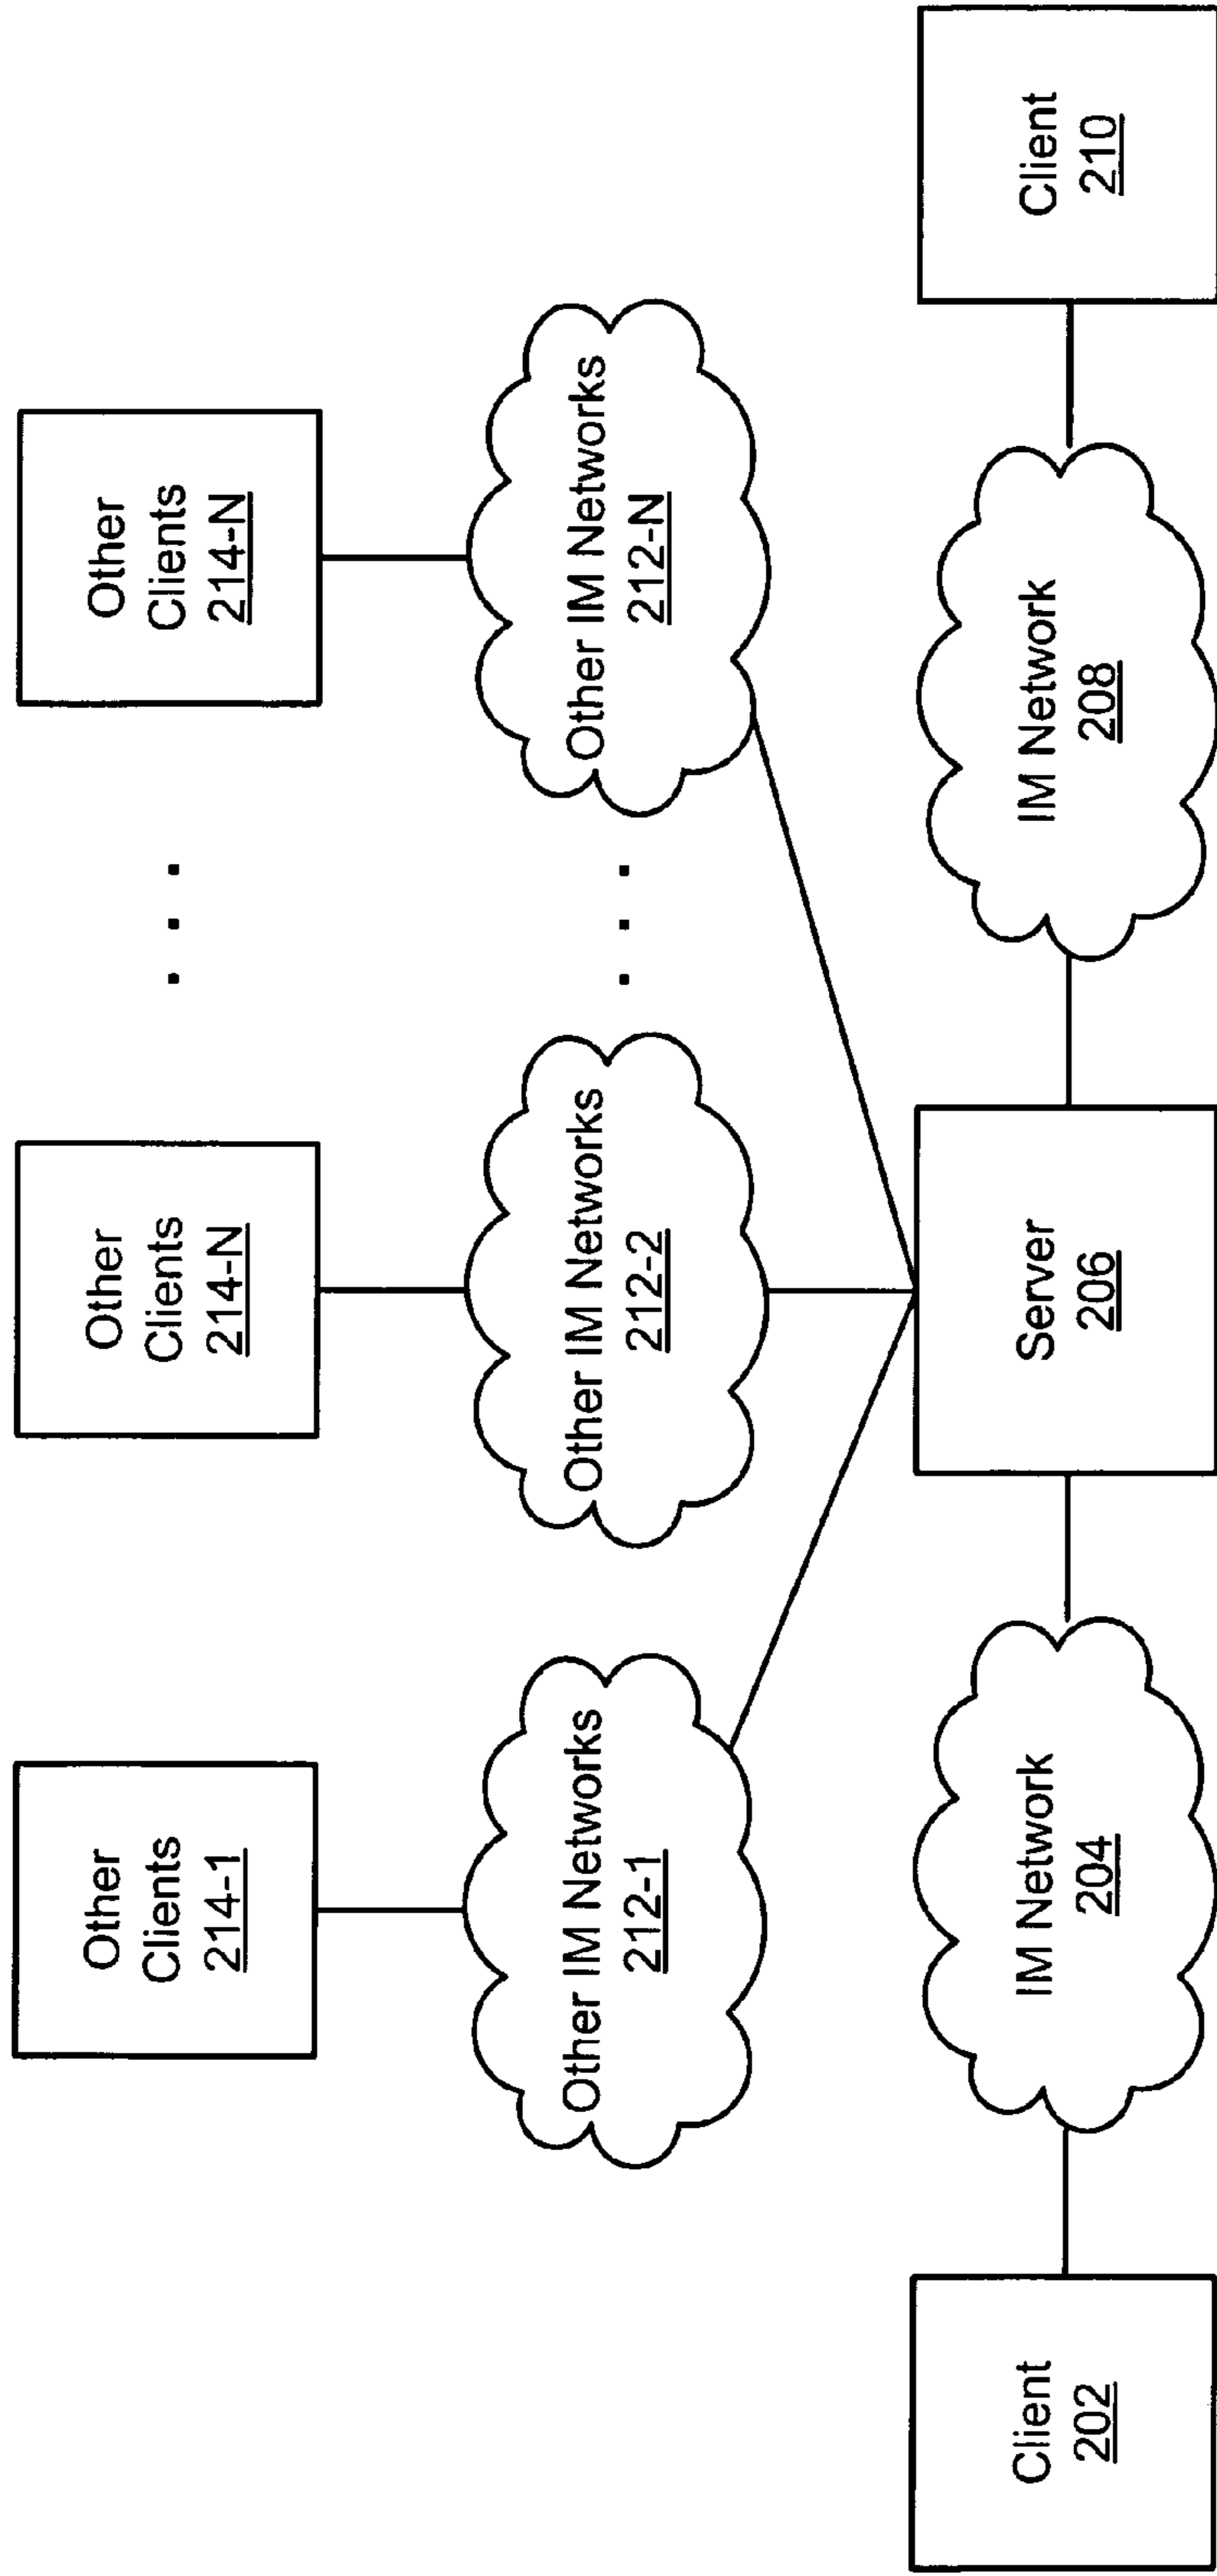 Other
Clients
214-1
Other
Clients
214-N
. . .
Other
Clients
214-N
Other IM Networks
212-1
Other IM Networks
212-2
. . .
Other IM Networks
212-N
Client
202
IM Network
204
Server
206
IM Network
208
Client
210